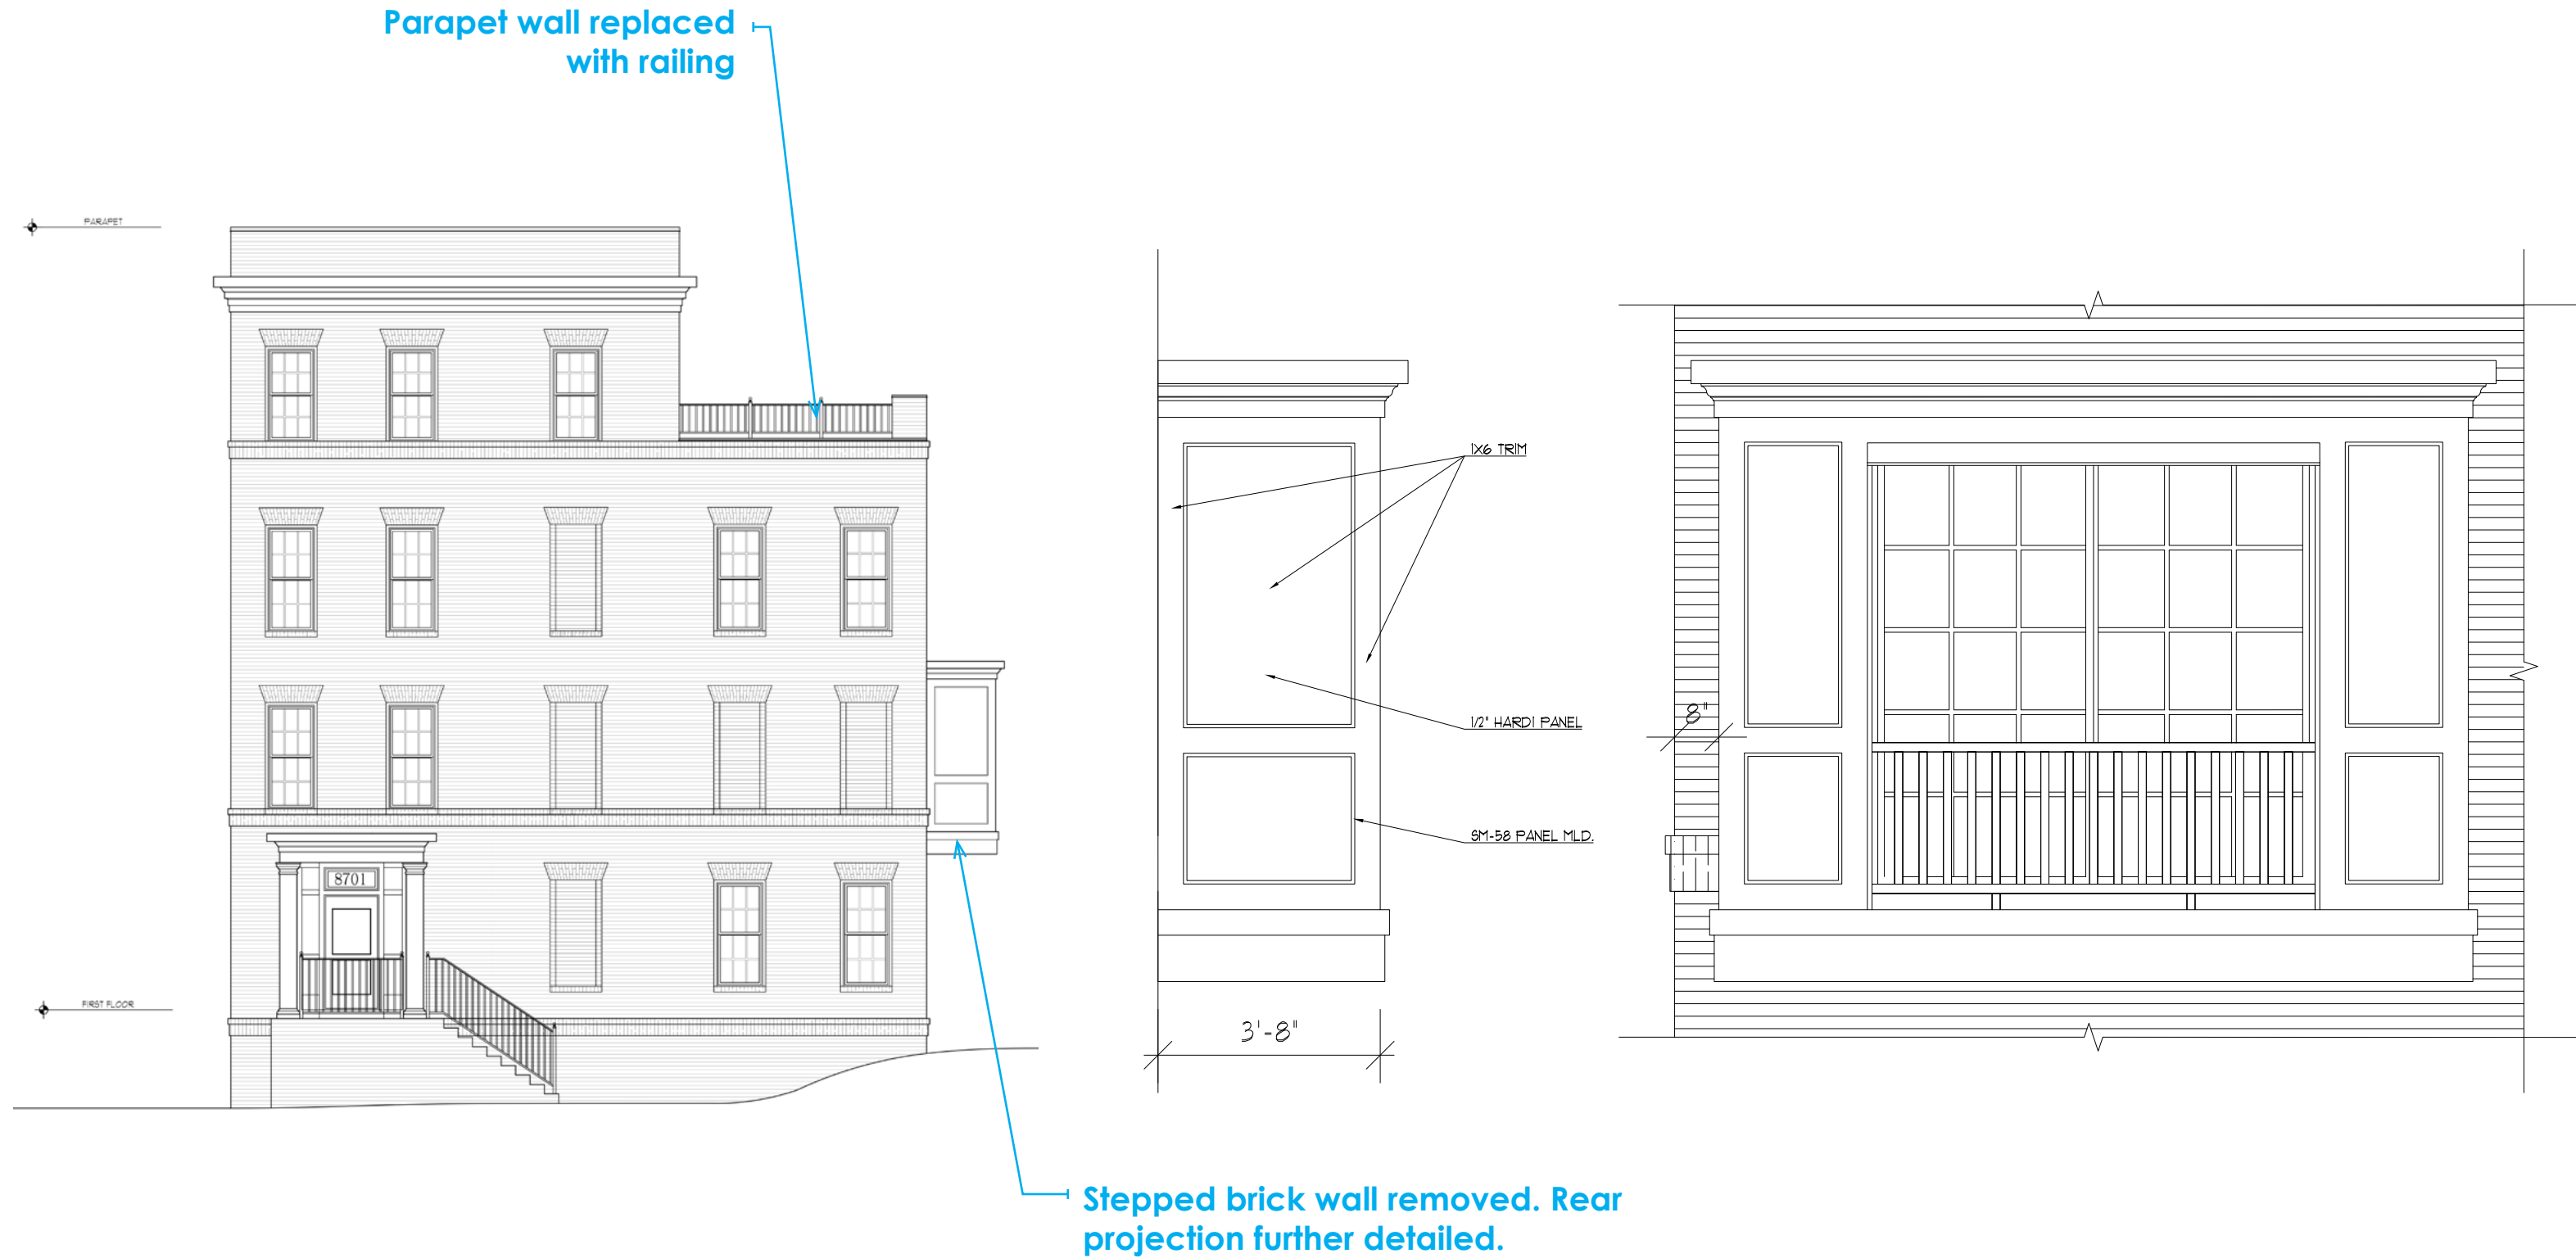 Parapet wall replaced
with railing
PARAPET
1X6 TRIM
1/2" HARDI PANEL
8"
SM-58 PANEL MLD.
8701
FIRST FLOOR
3'-8"
Stepped brick wall removed. Rear
projection further detailed.